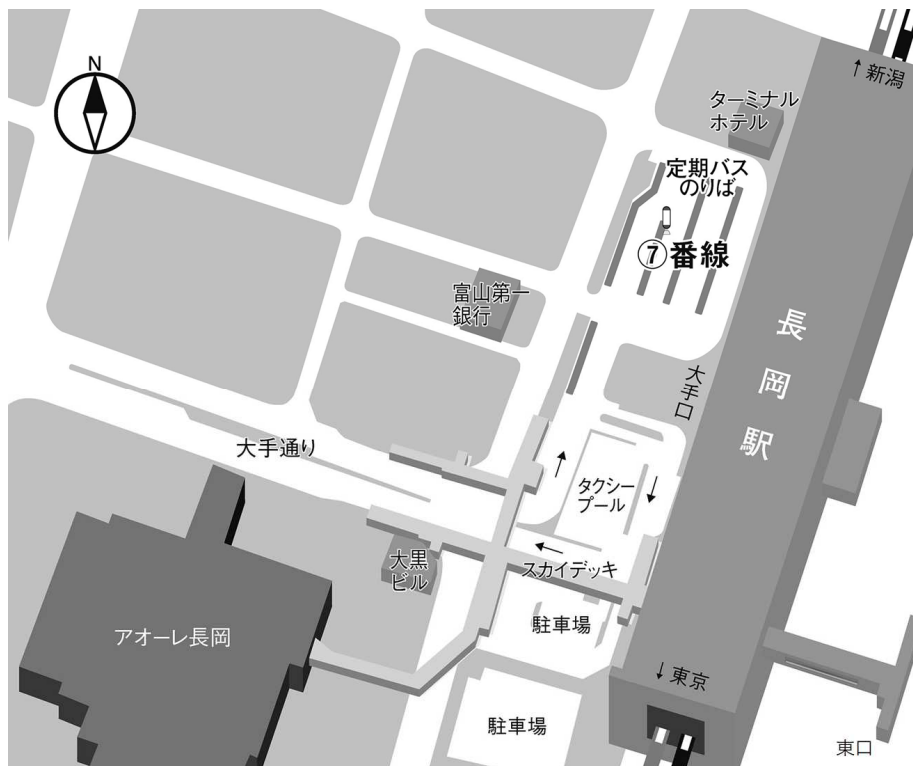 N
↑新潟
ターミナル
ホテル
定期バス
のりば
⑦番線
富山第一
銀行
長岡駅
大手口
大手通り
タクシー
プール
スカイデッキ
大黒
ビル
アオーレ長岡
駐車場
↓東京
駐車場
東口